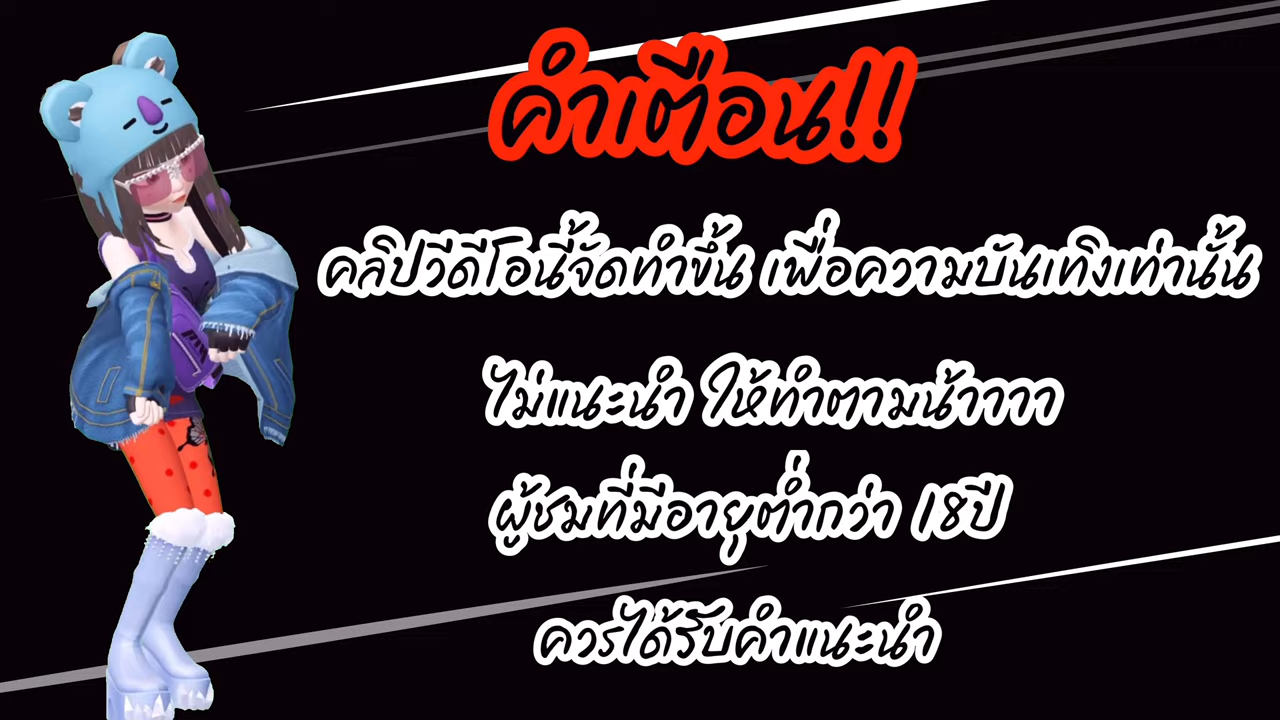 คำเตือน!!
คลิปวีดีโอนี้จัดทำขึ้น เพื่อความบันเทิงเท่านั้น
ไม่แนะนำ ให้ทำตามน้าาาา
ผู้ชมที่มีอายุต่ำกว่า 18ปี
ควรได้รับคำแนะนำ